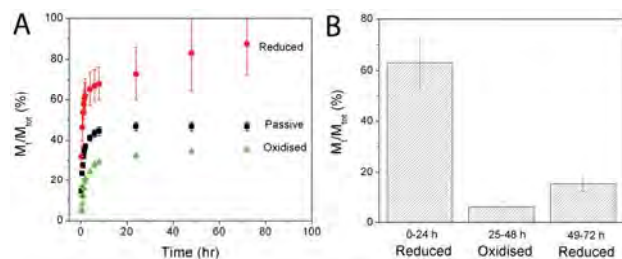 A
M_t/M_tot (%)
100
80
60
40
20
0
Reduced
Passive
Oxidised
0 20 40 60 80 100
Time (hr)
B
M_t/M_tot (%)
80
60
40
20
0
0-24 h 25-48 h 49-72 h
Reduced Oxidised Reduced